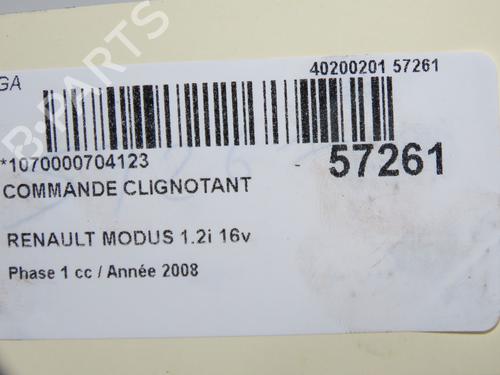 GA
40200201 57261
*1070000704123
57261
COMMANDE CLIGNOTANT
RENAULT MODUS 1.2i 16v
Phase 1 cc / Année 2008
B-PARTS